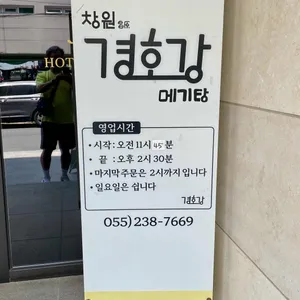 HOT
창원 명품
경호강
메기탕
영업시간
• 시작 : 오전 11시 45분
• 끝 : 오후 2시 30분
• 마지막 주문은 2시까지 입니다
• 일요일은 쉽니다
경호강
055) 238-7669